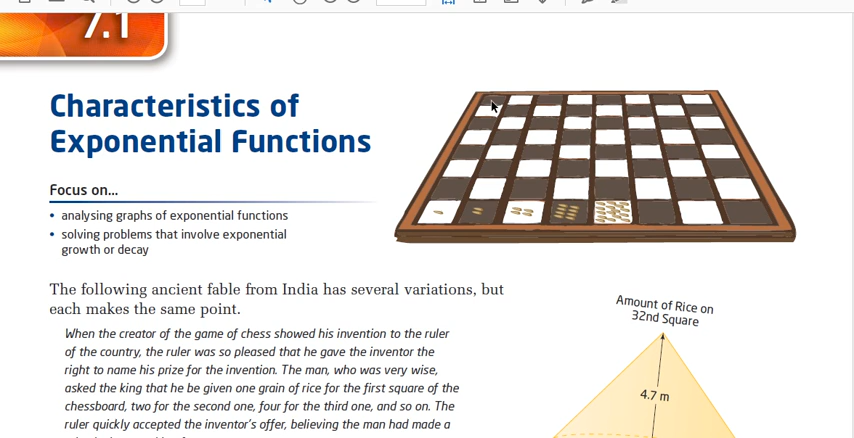 7.1
Characteristics of
Exponential Functions
Focus on...
• analysing graphs of exponential functions
• solving problems that involve exponential
growth or decay
The following ancient fable from India has several variations, but
each makes the same point.
When the creator of the game of chess showed his invention to the ruler
of the country, the ruler was so pleased that he gave the inventor the
right to name his prize for the invention. The man, who was very wise,
asked the king that he be given one grain of rice for the first square of the
chessboard, two for the second one, four for the third one, and so on. The
ruler quickly accepted the inventor's offer, believing the man had made a
Amount of Rice on
32nd Square
4.7 m